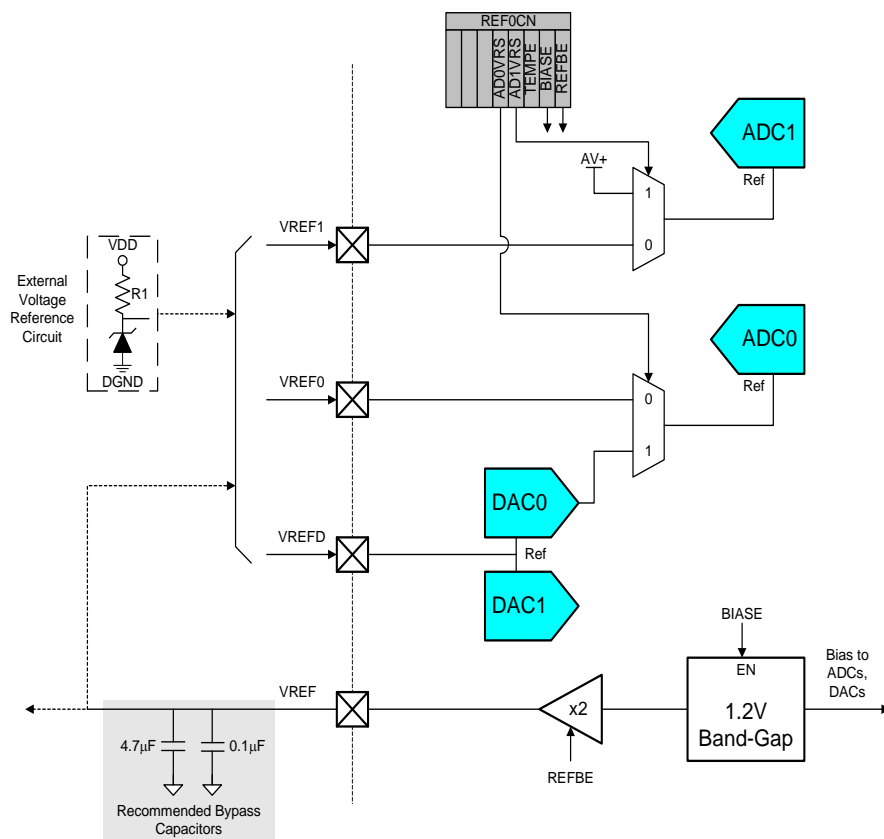 REF0CN
AD0VRS
AD1VRS
TEMPE
BIASE
REFBE
ADC1
Ref
AV+
1
0
VREF1
External
Voltage
Reference
Circuit
VDD
R1
DGND
ADC0
Ref
VREF0
0
1
DAC0
VREFD
Ref
DAC1
BIASE
EN
1.2V
Band-Gap
Bias to
ADCs,
DACs
VREF
x2
REFBE
4.7μF
0.1μF
Recommended Bypass
Capacitors